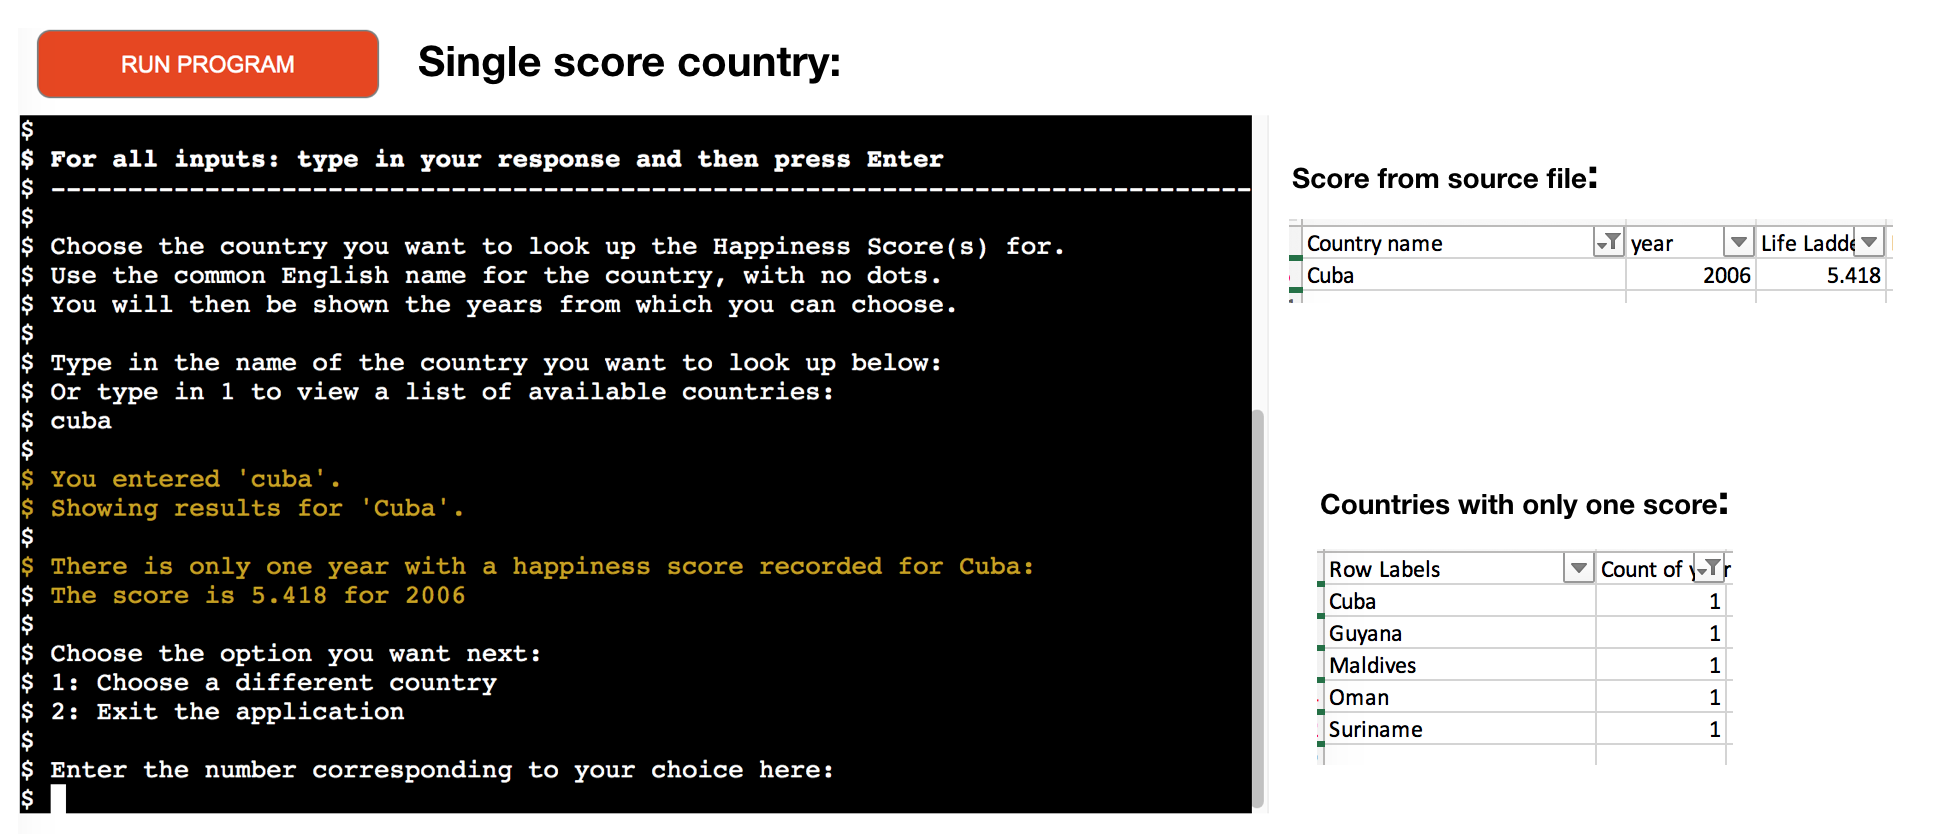 RUN PROGRAM
Single score country:
$
$ For all inputs: type in your response and then press Enter
$ ------------------------------------------------------------------------------
$
$ Choose the country you want to look up the Happiness Score(s) for.
$ Use the common English name for the country, with no dots.
$ You will then be shown the years from which you can choose.
$
$ Type in the name of the country you want to look up below:
$ Or type in 1 to view a list of available countries:
$ cuba
$
$ You entered 'cuba'.
$ Showing results for 'Cuba'.
$
$ There is only one year with a happiness score recorded for Cuba:
$ The score is 5.418 for 2006
$
$ Choose the option you want next:
$ 1: Choose a different country
$ 2: Exit the application
$
$ Enter the number corresponding to your choice here:
$
Score from source file:
Country name year Life Ladde
Cuba 2006 5.418
Countries with only one score:
Row Labels Count of y r
Cuba 1
Guyana 1
Maldives 1
Oman 1
Suriname 1